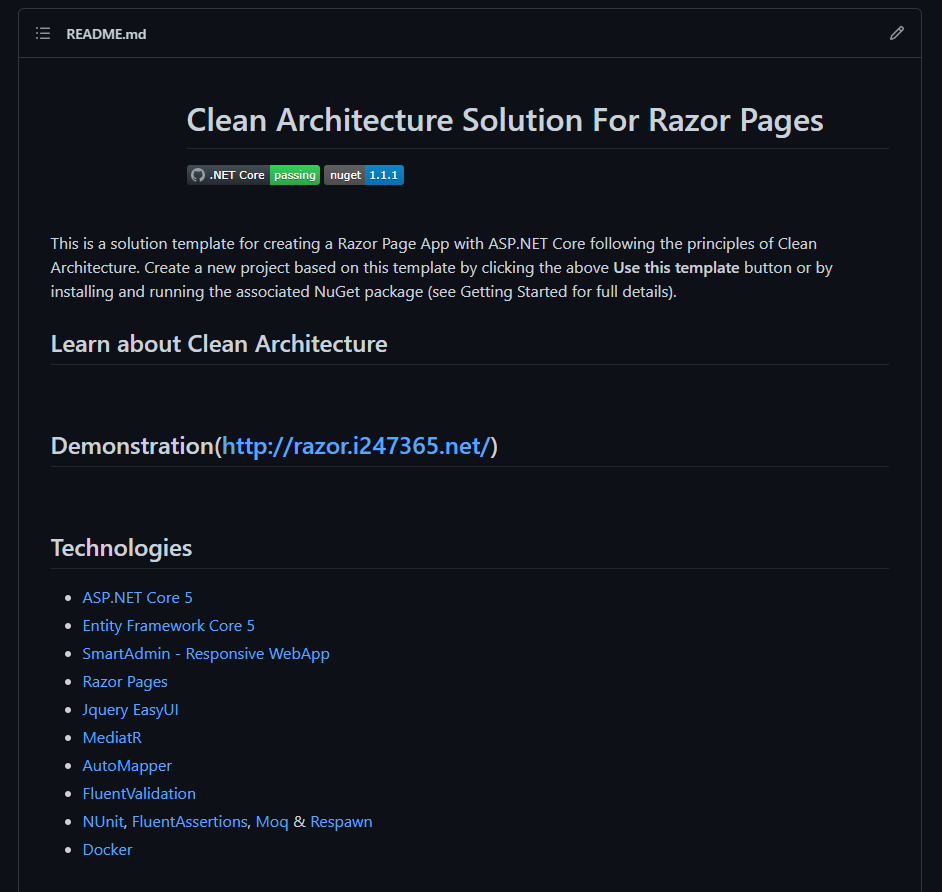 README.md
Clean Architecture Solution For Razor Pages
.NET Core passing nuget 1.1.1
This is a solution template for creating a Razor Page App with ASP.NET Core following the principles of Clean
Architecture. Create a new project based on this template by clicking the above Use this template button or by
installing and running the associated NuGet package (see Getting Started for full details).
Learn about Clean Architecture
Demonstration(http://razor.i247365.net/)
Technologies
ASP.NET Core 5
Entity Framework Core 5
SmartAdmin - Responsive WebApp
Razor Pages
Jquery EasyUI
MediatR
AutoMapper
FluentValidation
NUnit, FluentAssertions, Moq & Respawn
Docker